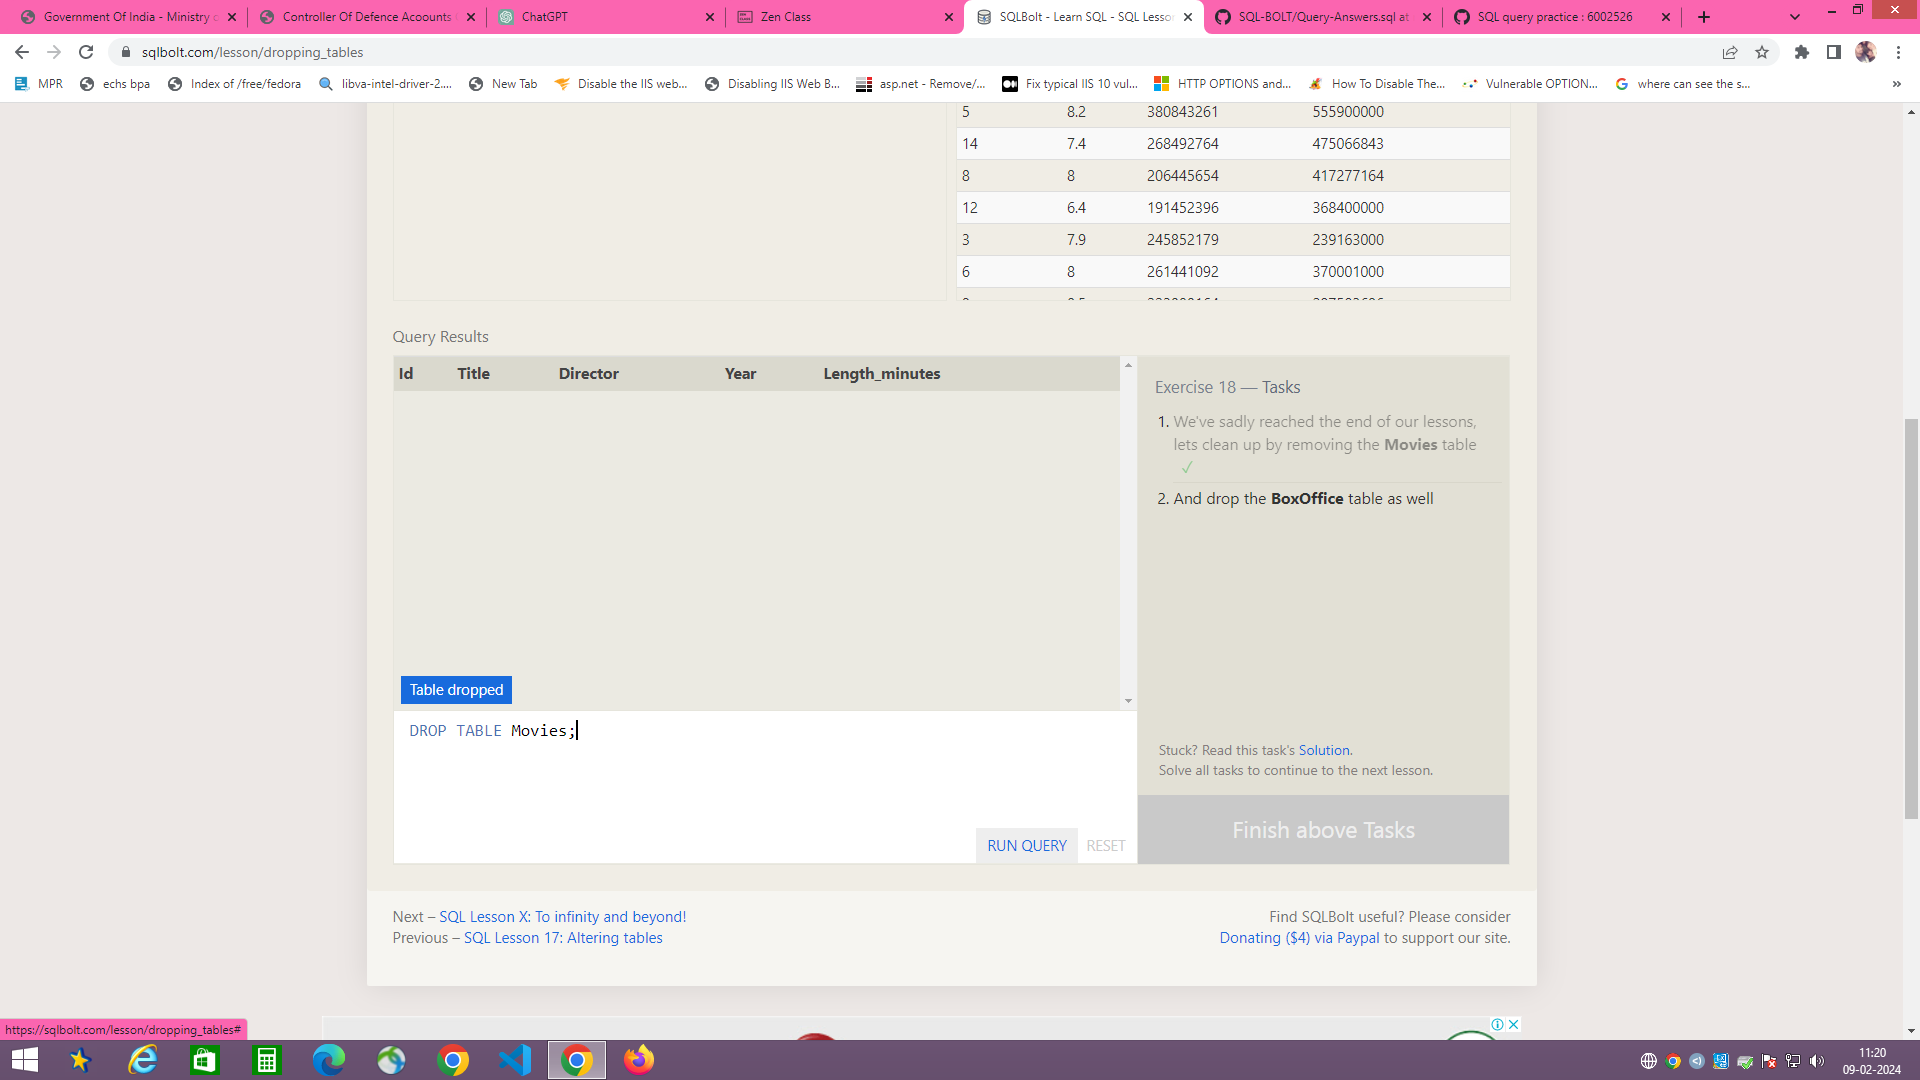 Government Of India - Ministry
Controller Of Defence Acoounts
ChatGPT
Zen Class
SQLBolt - Learn SQL - SQL Lesso
SQL-BOLT/Query-Answers.sql at
SQL query practice : 6002526
sqlbolt.com/lesson/dropping_tables
MPR
echs bpa
Index of /free/fedora
libva-intel-driver-2....
New Tab
Disable the IIS web...
Disabling IIS Web B...
asp.net - Remove/...
Fix typical IIS 10 vul...
HTTP OPTIONS and...
How To Disable The...
Vulnerable OPTION...
where can see the s...
»
5 8.2 380843261 555900000
14 7.4 268492764 475066843
8 8 206445654 417277164
12 6.4 191452396 368400000
3 7.9 245852179 239163000
6 8 261441092 370001000
Query Results
Id Title Director Year Length_minutes
Table dropped
DROP TABLE Movies;
RUN QUERY RESET
Exercise 18 — Tasks
1. We've sadly reached the end of our lessons,
lets clean up by removing the Movies table
✓
2. And drop the BoxOffice table as well
Stuck? Read this task's Solution.
Solve all tasks to continue to the next lesson.
Finish above Tasks
Next – SQL Lesson X: To infinity and beyond!
Previous – SQL Lesson 17: Altering tables
Find SQLBolt useful? Please consider
Donating ($4) via Paypal to support our site.
https://sqlbolt.com/lesson/dropping_tables#
11:20
09-02-2024